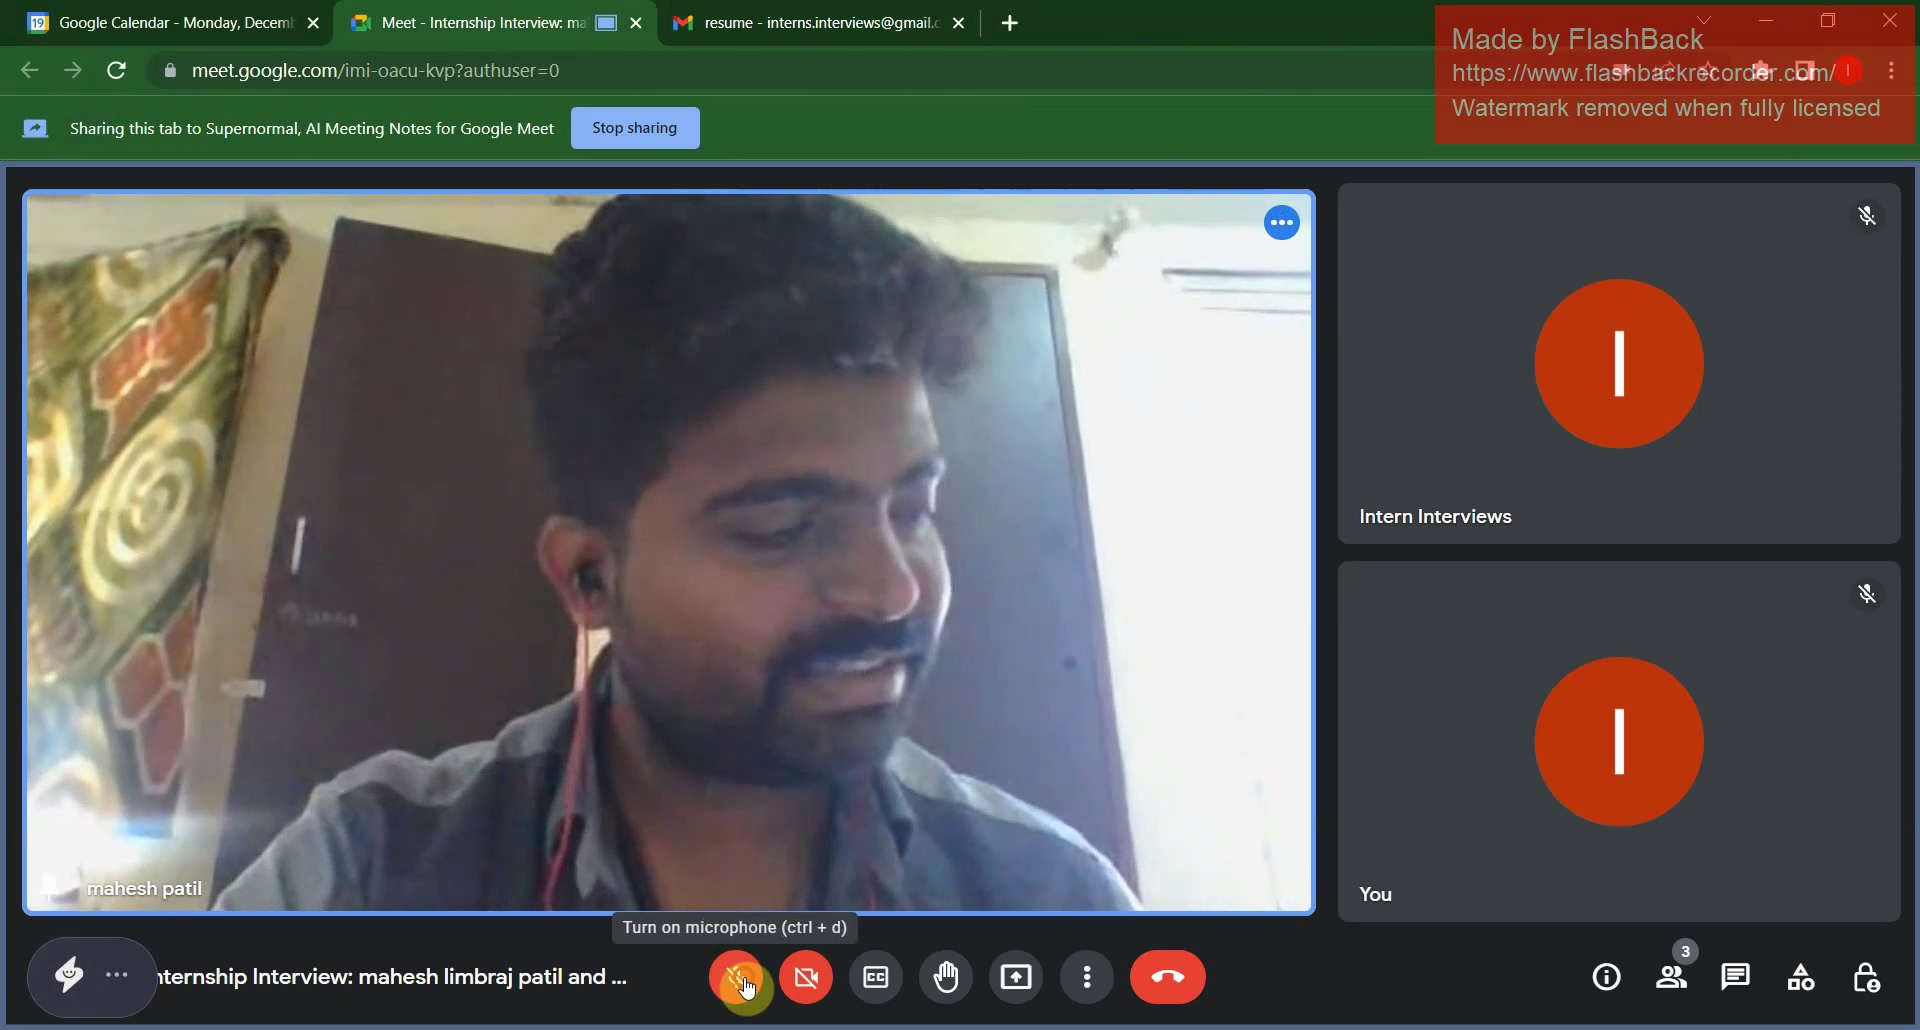 Google Calendar - Monday, Decem
Meet - Internship Interview: ma
resume - interns.interviews@gmail.c
Made by FlashBack
meet.google.com/imi-oacu-kvp?authuser=0
https://www.flashbackrecorder.com/
I
Sharing this tab to Supernormal, AI Meeting Notes for Google Meet
Stop sharing
Watermark removed when fully licensed
I
Intern Interviews
I
mahesh patil
You
Turn on microphone (ctrl + d)
nternship Interview: mahesh limbraj patil and ...
CC
3